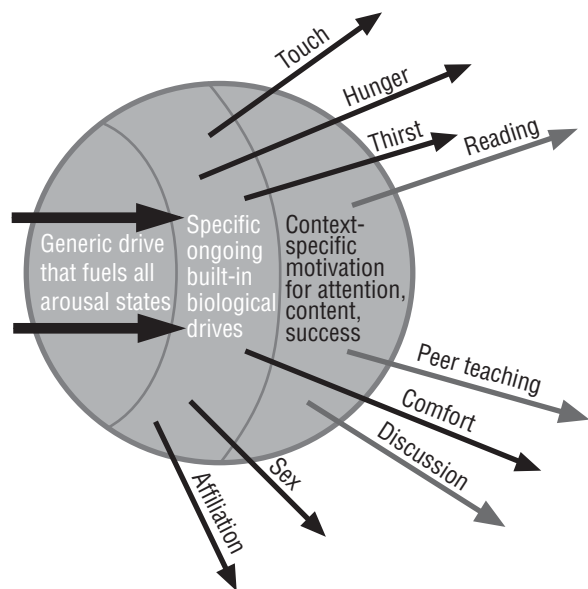 Touch
Hunger
Thirst
Reading
Generic drive
that fuels all
arousal states
Specific
ongoing
built-in
biological
drives
Context-
specific
motivation
for attention,
content,
success
Peer teaching
Comfort
Discussion
Sex
Affiliation